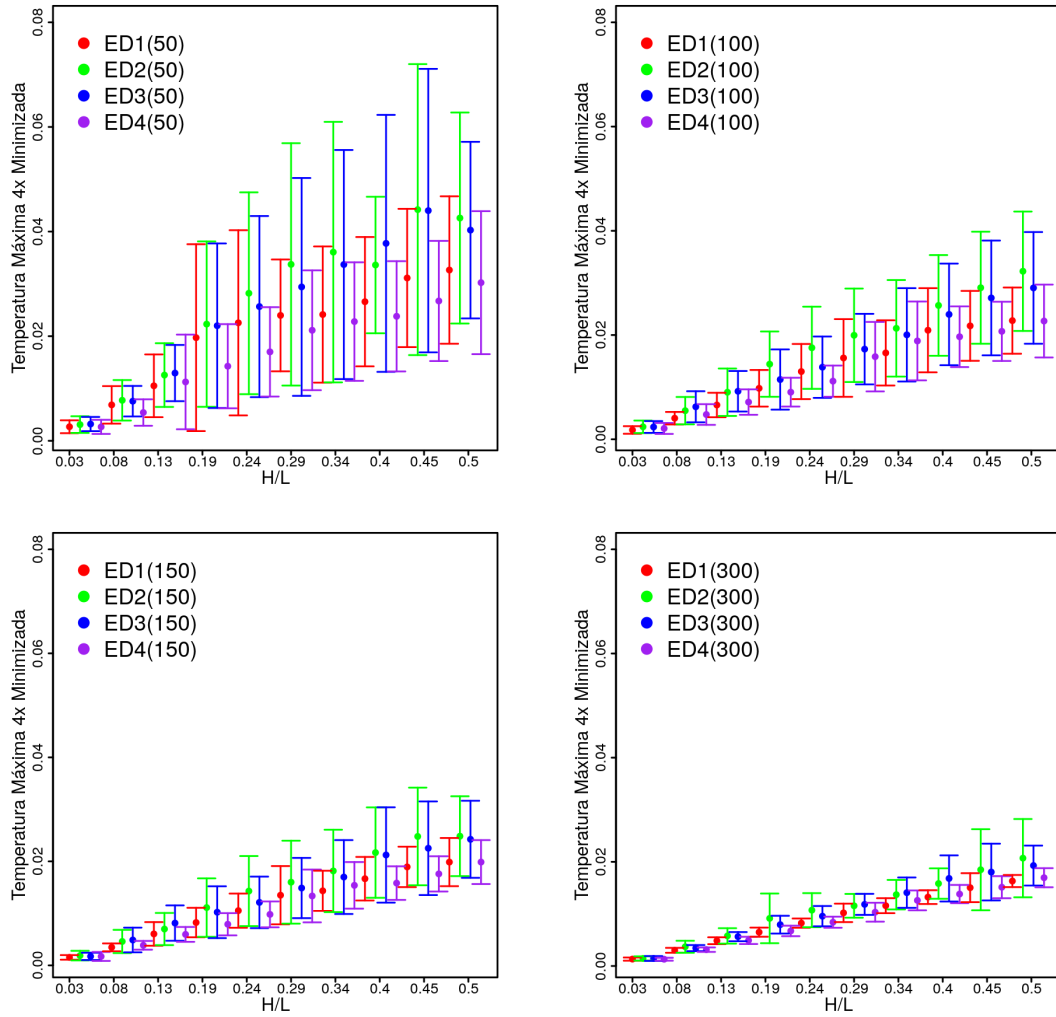 Temperatura Máxima 4x Minimizada
0.08
0.06
0.04
0.02
0.00
ED1(50)
ED2(50)
ED3(50)
ED4(50)
0.03 0.08 0.13 0.19 0.24 0.29 0.34 0.4 0.45 0.5
H/L
Temperatura Máxima 4x Minimizada
0.08
0.06
0.04
0.02
0.00
ED1(100)
ED2(100)
ED3(100)
ED4(100)
0.03 0.08 0.13 0.19 0.24 0.29 0.34 0.4 0.45 0.5
H/L
Temperatura Máxima 4x Minimizada
0.08
0.06
0.04
0.02
0.00
ED1(150)
ED2(150)
ED3(150)
ED4(150)
0.03 0.08 0.13 0.19 0.24 0.29 0.34 0.4 0.45 0.5
H/L
Temperatura Máxima 4x Minimizada
0.08
0.06
0.04
0.02
0.00
ED1(300)
ED2(300)
ED3(300)
ED4(300)
0.03 0.08 0.13 0.19 0.24 0.29 0.34 0.4 0.45 0.5
H/L